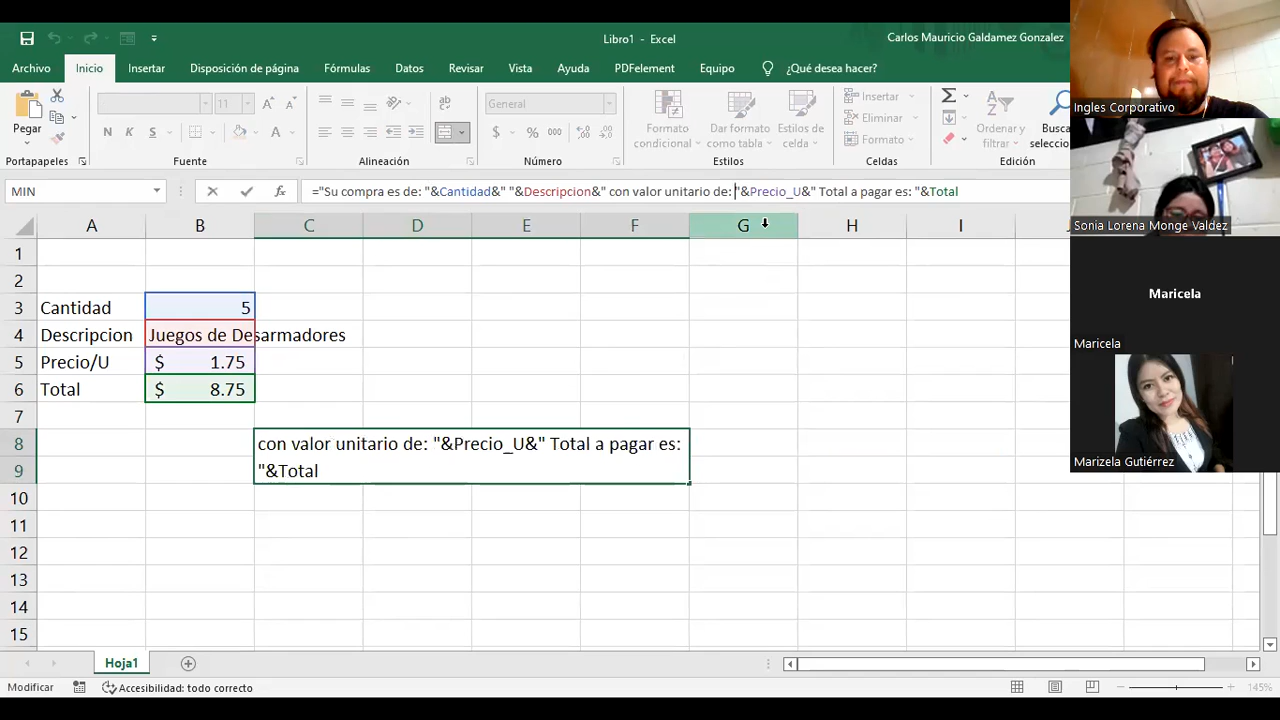 Libro1 - Excel
Carlos Mauricio Galdamez Gonzalez
Archivo
Inicio
Insertar
Disposición de página
Fórmulas
Datos
Revisar
Vista
Ayuda
PDFelement
Equipo
¿Qué desea hacer?
Pegar
11
N K S
General
$ % 000
Formato
condicional
Dar formato
como tabla
Estilos de
celda
Insertar
Eliminar
Formato
Ordenar y
filtrar
Portapapeles
Fuente
Alineación
Número
Estilos
Celdas
Edición
MIN
="Su compra es de: "&Cantidad&" "&Descripcion&" con valor unitario de: "&Precio_U&" Total a pagar es: "&Total
A B C D E F G H I
1
2
3 Cantidad 5
4 Descripcion Juegos de Desarmadores
5 Precio/U $ 1.75
6 Total $ 8.75
7
8 con valor unitario de: "&Precio_U&" Total a pagar es:
9 "&Total
10
11
12
13
14
15
Hoja1
Modificar
Accesibilidad: todo correcto
145%
Ingles Corporativo
Sonia Lorena Monge Valdez
Maricela
Maricela
Marizela Gutiérrez